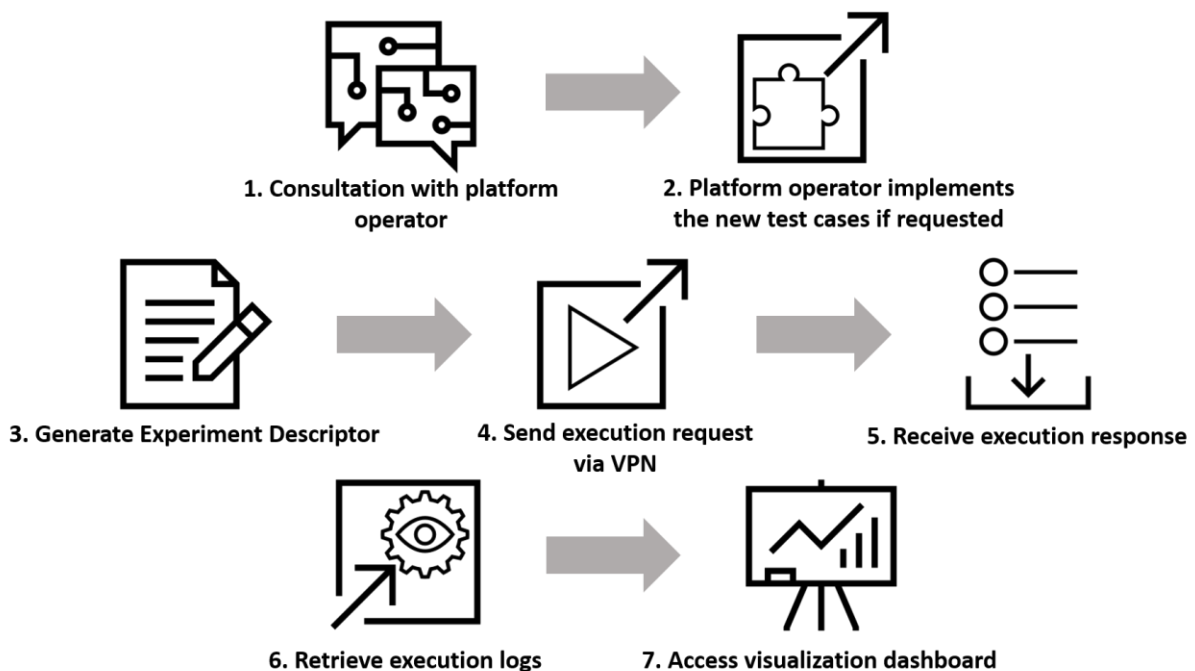 1. Consultation with platform
operator
2. Platform operator implements
the new test cases if requested
3. Generate Experiment Descriptor
4. Send execution request
via VPN
5. Receive execution response
6. Retrieve execution logs
7. Access visualization dashboard